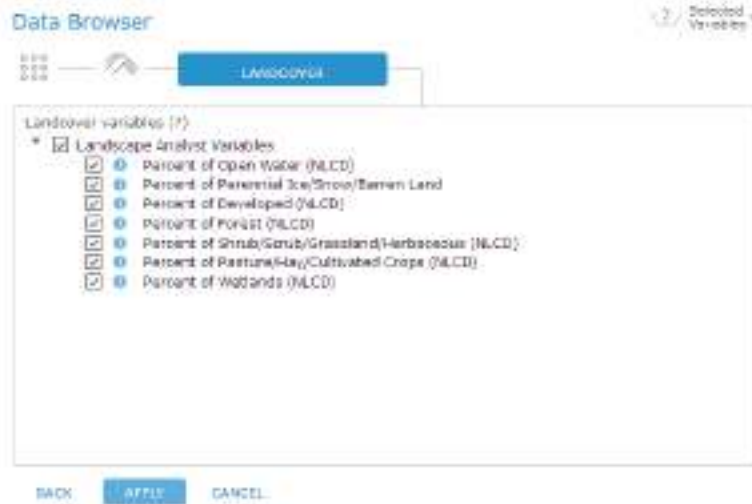 Data Browser
7 Selected Variables
LANDCOVER
Landcover variables (7)
Landscape Analyst Variables
Percent of Open Water (NLCD)
Percent of Perennial Ice/Snow/Barren Land
Percent of Developed (NLCD)
Percent of Forest (NLCD)
Percent of Shrub/Scrub/Grassland/Herbaceous (NLCD)
Percent of Pasture/Hay/Cultivated Crops (NLCD)
Percent of Wetlands (NLCD)
BACK
APPLY
CANCEL